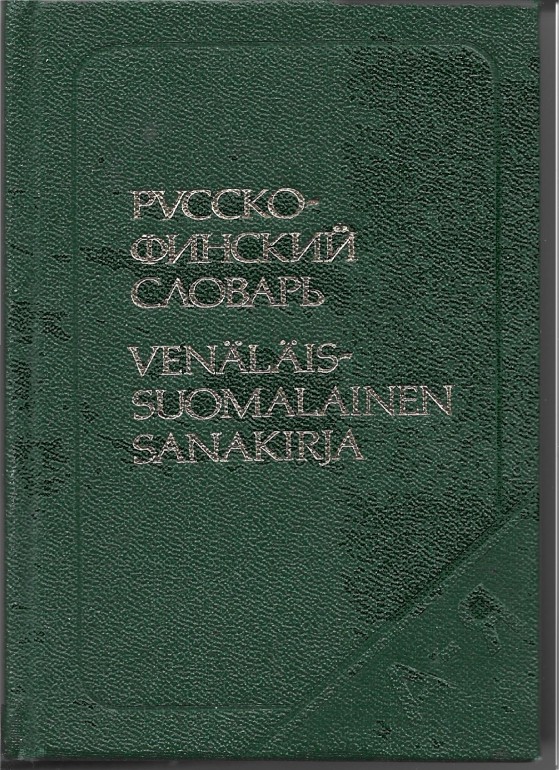 РУССКО-
ФИНСКИЙ
СЛОВАРЬ
VENÄLÄIS-
SUOMALAINEN
SANAKIRJA